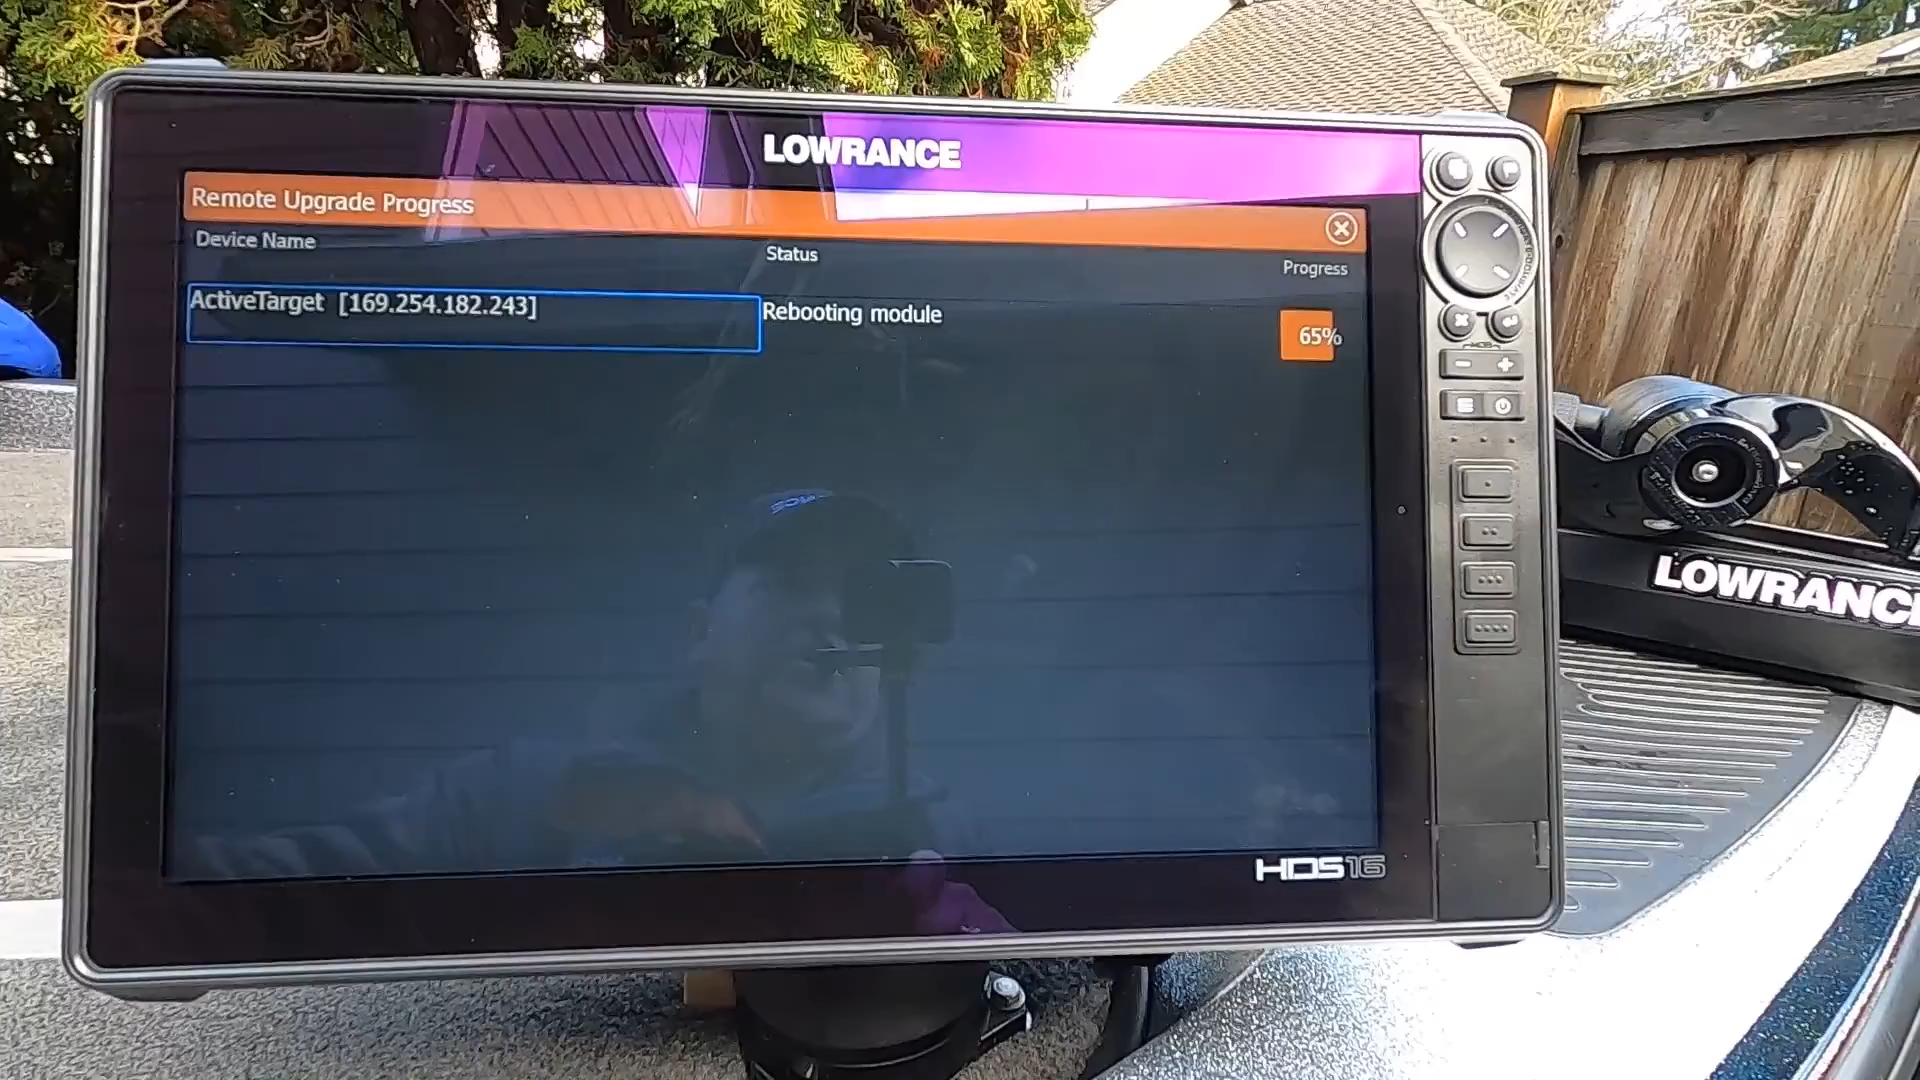 LOWRANCE
Remote Upgrade Progress
Device Name
Status
Progress
ActiveTarget [169.254.182.243]
Rebooting module
65%
HDS16
LOWRANCE